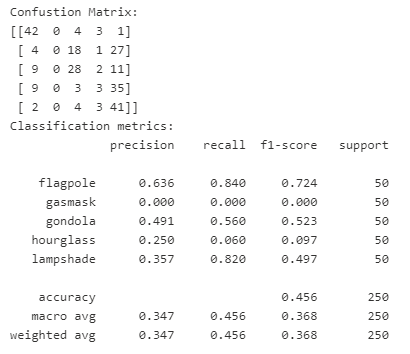 Confustion Matrix:
[[42 0 4 3 1]
[ 4 0 18 1 27]
[ 9 0 28 2 11]
[ 9 0 3 3 35]
[ 2 0 4 3 41]]
Classification metrics:
precision recall f1-score support
flagpole 0.636 0.840 0.724 50
gasmask 0.000 0.000 0.000 50
gondola 0.491 0.560 0.523 50
hourglass 0.250 0.060 0.097 50
lampshade 0.357 0.820 0.497 50
accuracy 0.456 250
macro avg 0.347 0.456 0.368 250
weighted avg 0.347 0.456 0.368 250